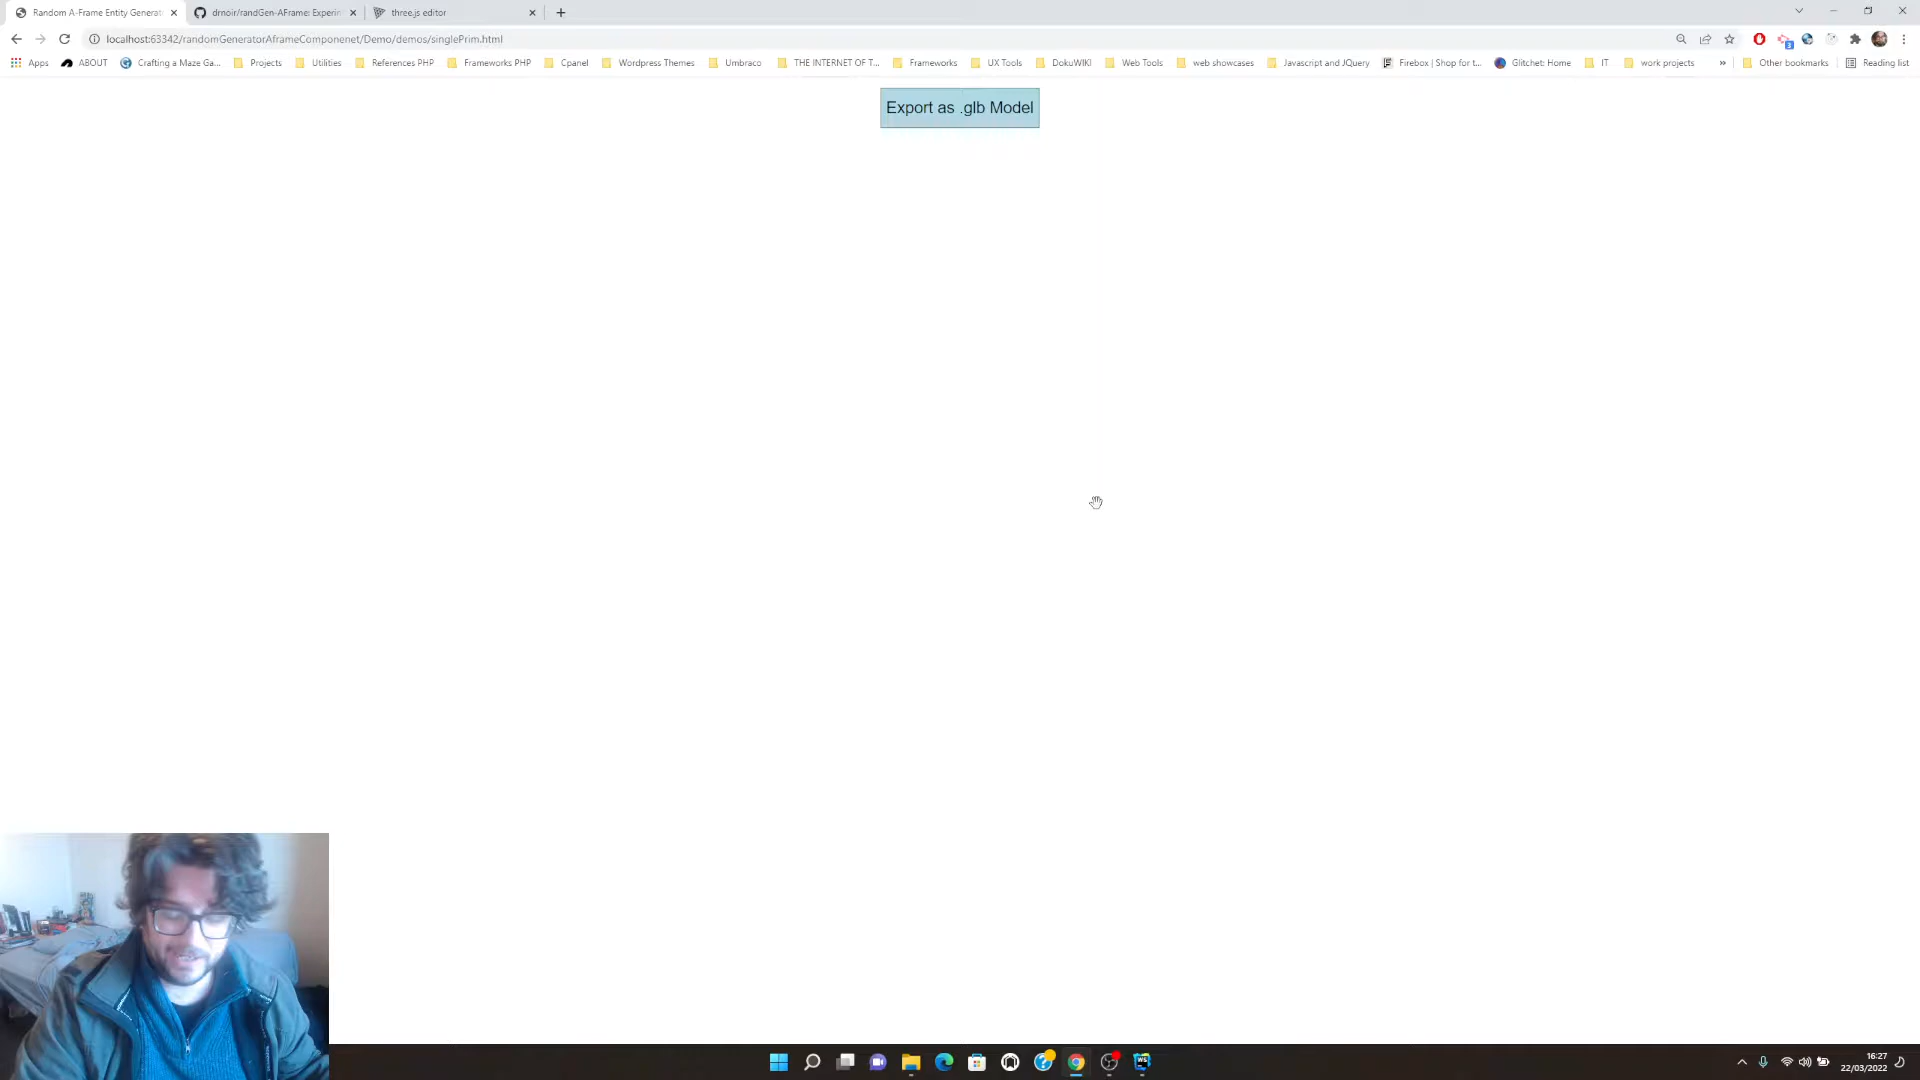 Random A-Frame Entity Generat
drnoir/randGen-AFrame: Experim
three.js editor
localhost:63342/randomGeneratorAframeComponenet/Demo/demos/singlePrim.html
Apps ABOUT Crafting a Maze Ga... Projects Utilities References PHP Frameworks PHP Cpanel Wordpress Themes Umbraco THE INTERNET OF T... Frameworks UX Tools DokuWIKI Web Tools web showcases Javascript and JQuery Firebox | Shop for t... Glitchet: Home IT work projects » Other bookmarks Reading list
Export as .glb Model
16:27
22/03/2022